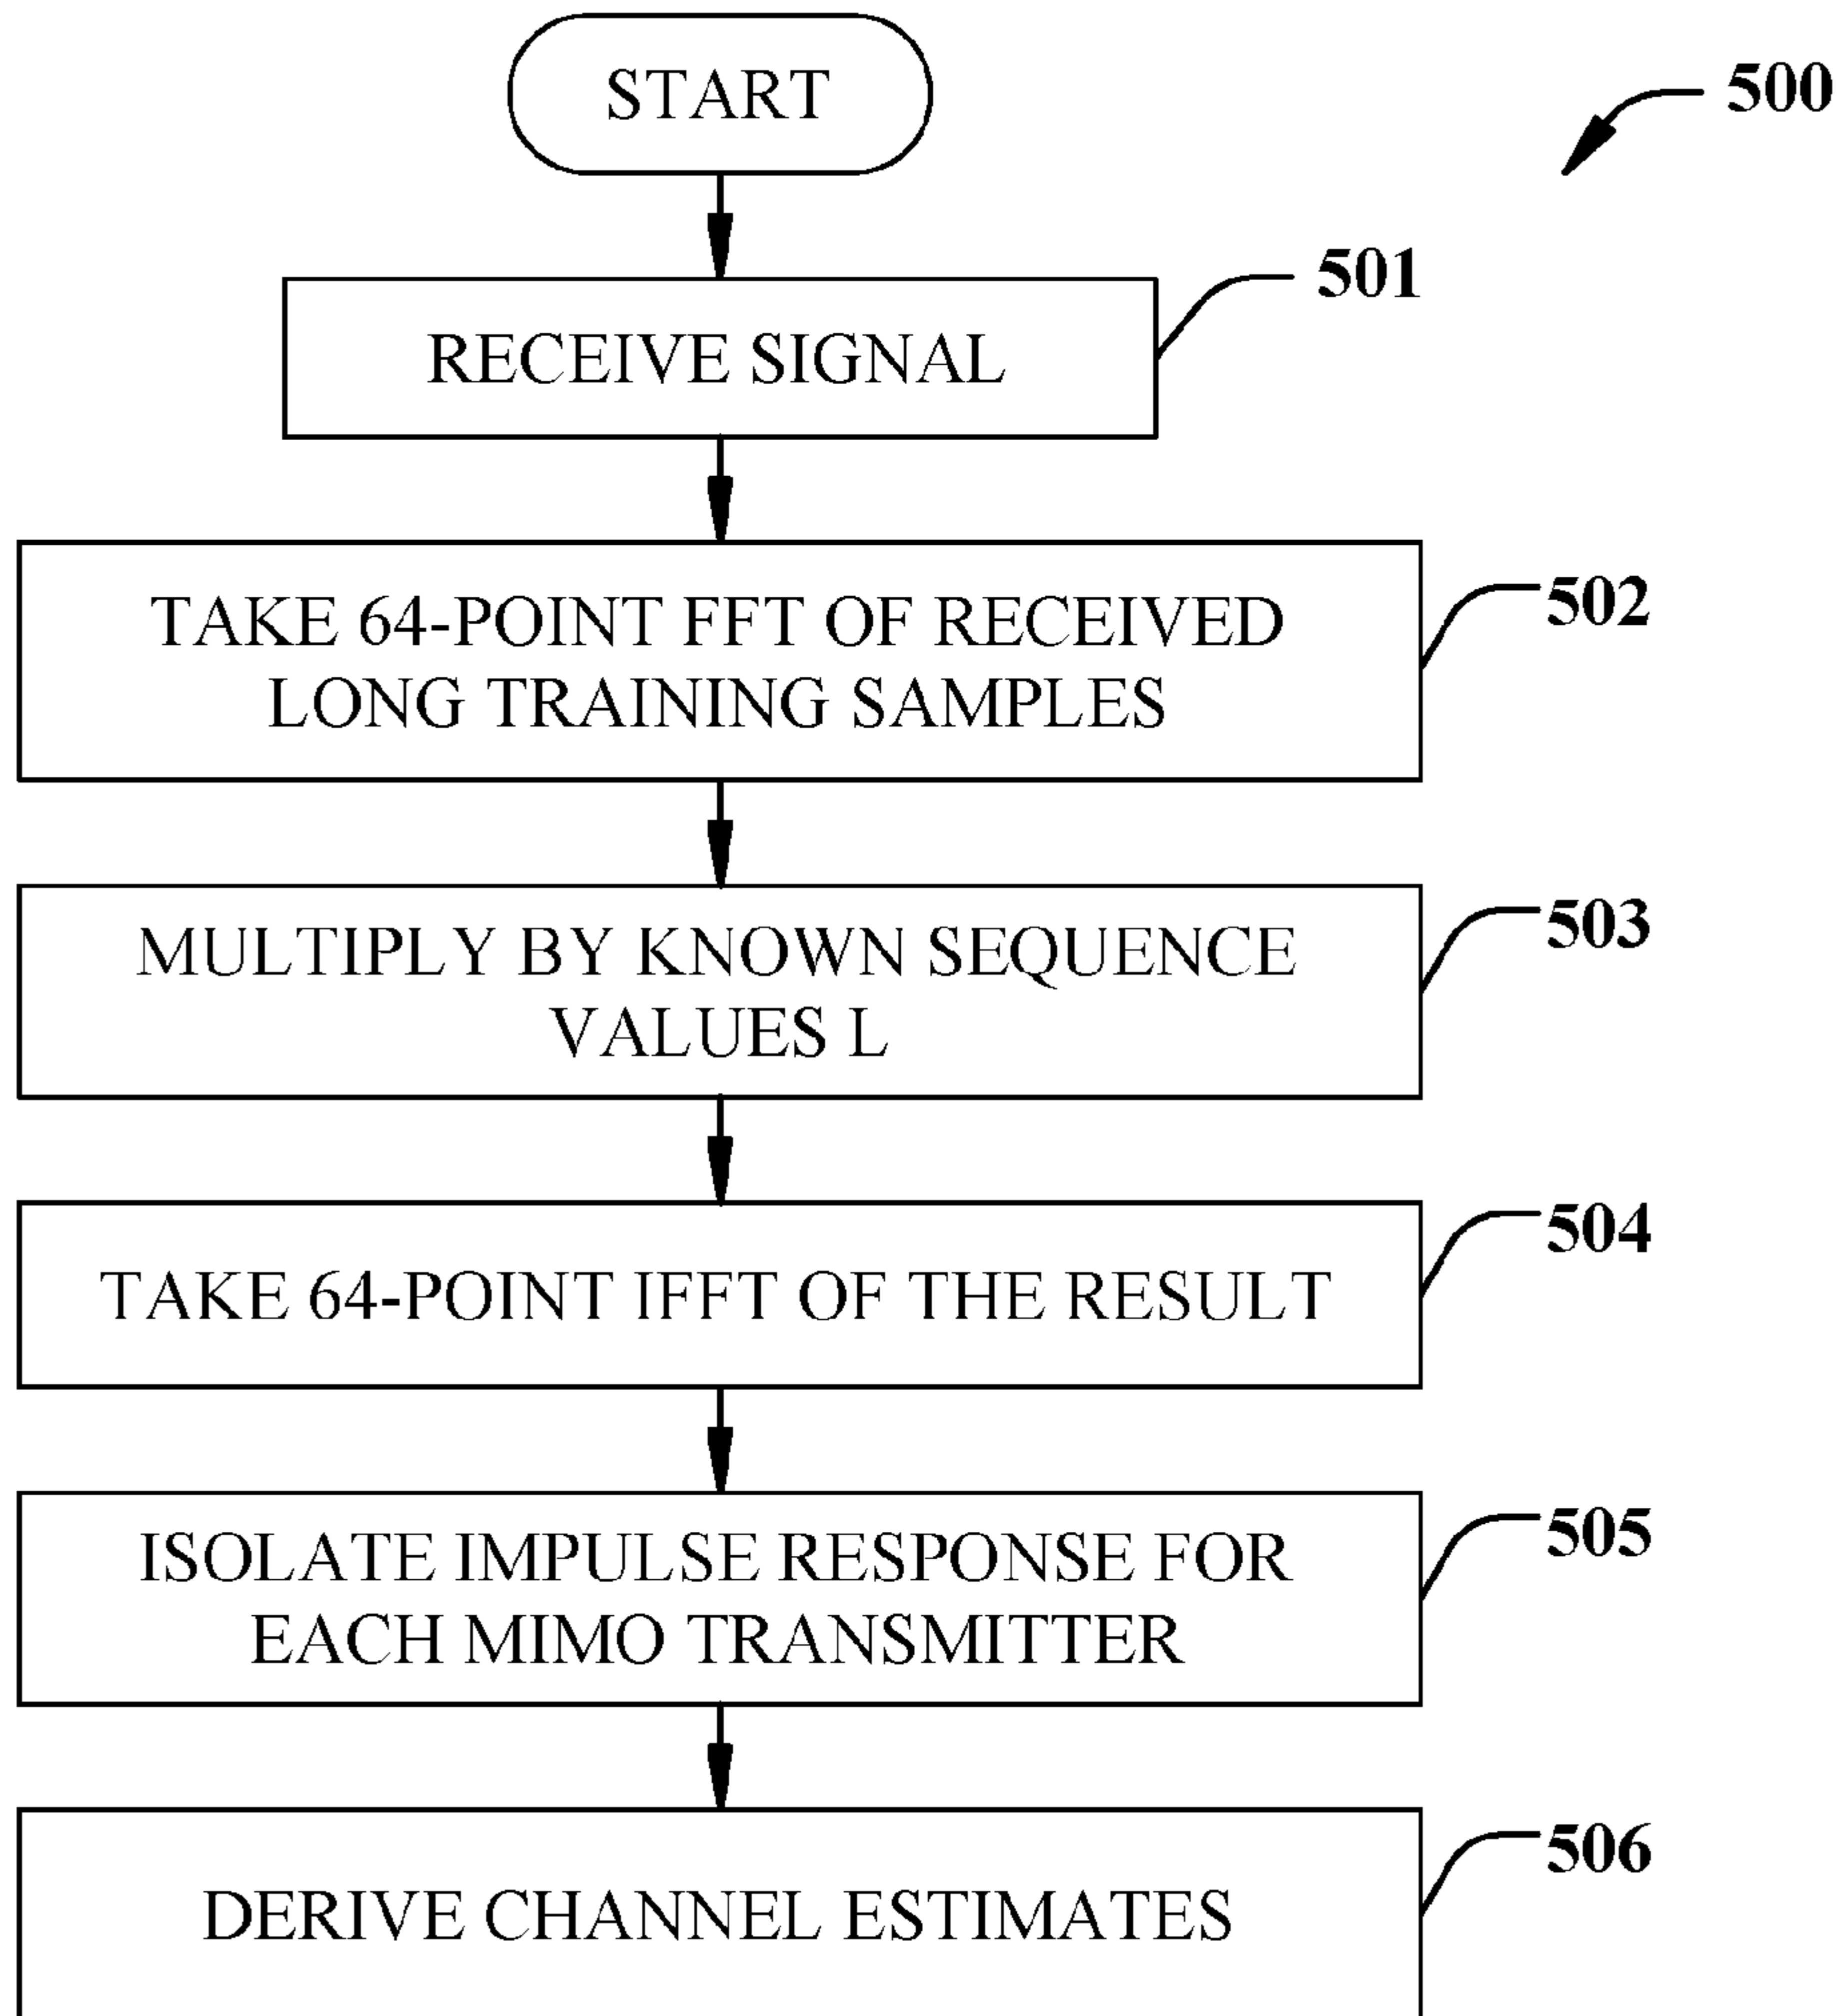 START
500
RECEIVE SIGNAL
501
TAKE 64-POINT FFT OF RECEIVED
LONG TRAINING SAMPLES
502
MULTIPLY BY KNOWN SEQUENCE
VALUES L
503
TAKE 64-POINT IFFT OF THE RESULT
504
ISOLATE IMPULSE RESPONSE FOR
EACH MIMO TRANSMITTER
505
DERIVE CHANNEL ESTIMATES
506